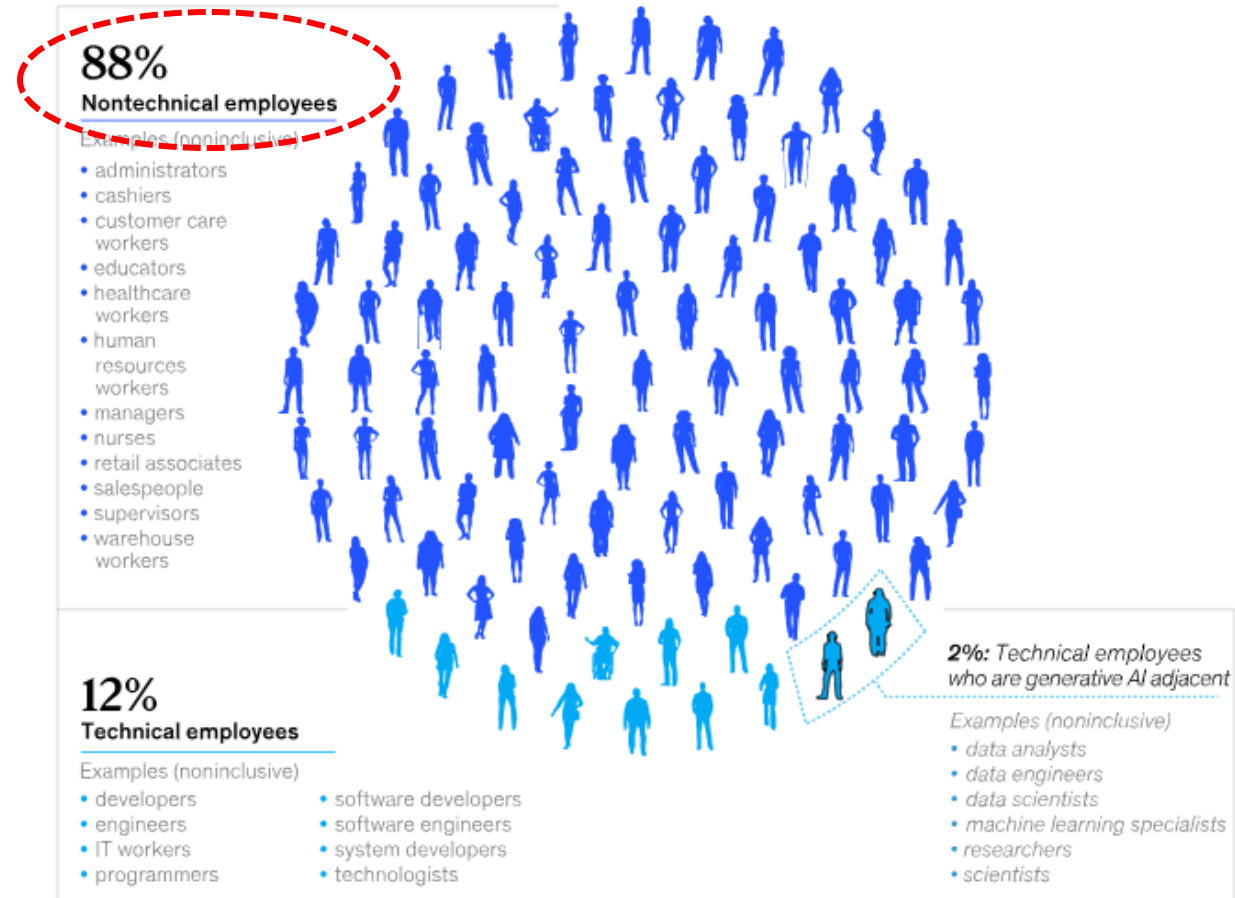 88%
Nontechnical employees
Examples (noninclusive)
• administrators
• cashiers
• customer care
workers
• educators
• healthcare
workers
• human
resources
workers
• managers
• nurses
• retail associates
• salespeople
• supervisors
• warehouse
workers
12%
Technical employees
Examples (noninclusive)
• developers
• engineers
• IT workers
• programmers
• software developers
• software engineers
• system developers
• technologists
2%: Technical employees
who are generative AI adjacent
Examples (noninclusive)
• data analysts
• data engineers
• data scientists
• machine learning specialists
• researchers
• scientists